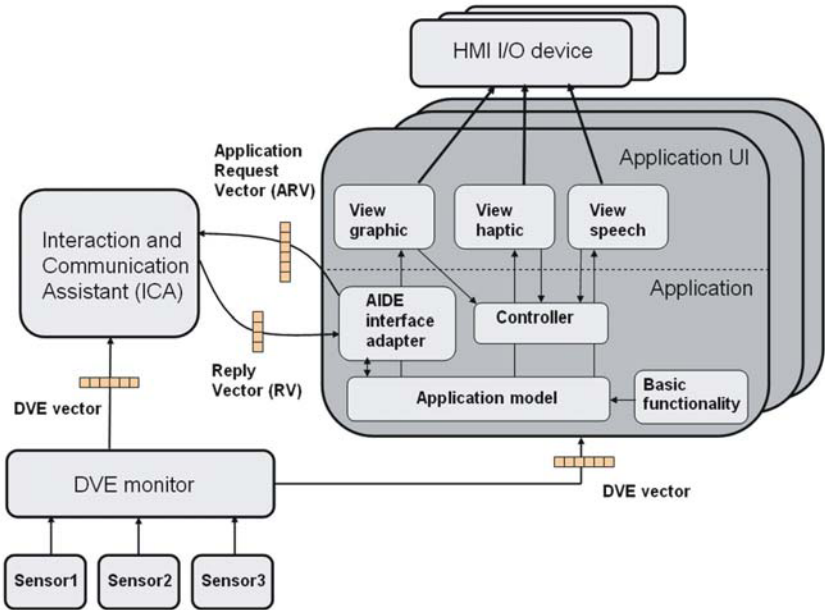 HMI I/O device
Application UI
Application
Request
Vector (ARV)
View
graphic
View
haptic
View
speech
Interaction and
Communication
Assistant (ICA)
Application
AIDE
interface
adapter
Controller
Reply
Vector (RV)
Application model
Basic
functionality
DVE vector
DVE monitor
DVE vector
Sensor1
Sensor2
Sensor3